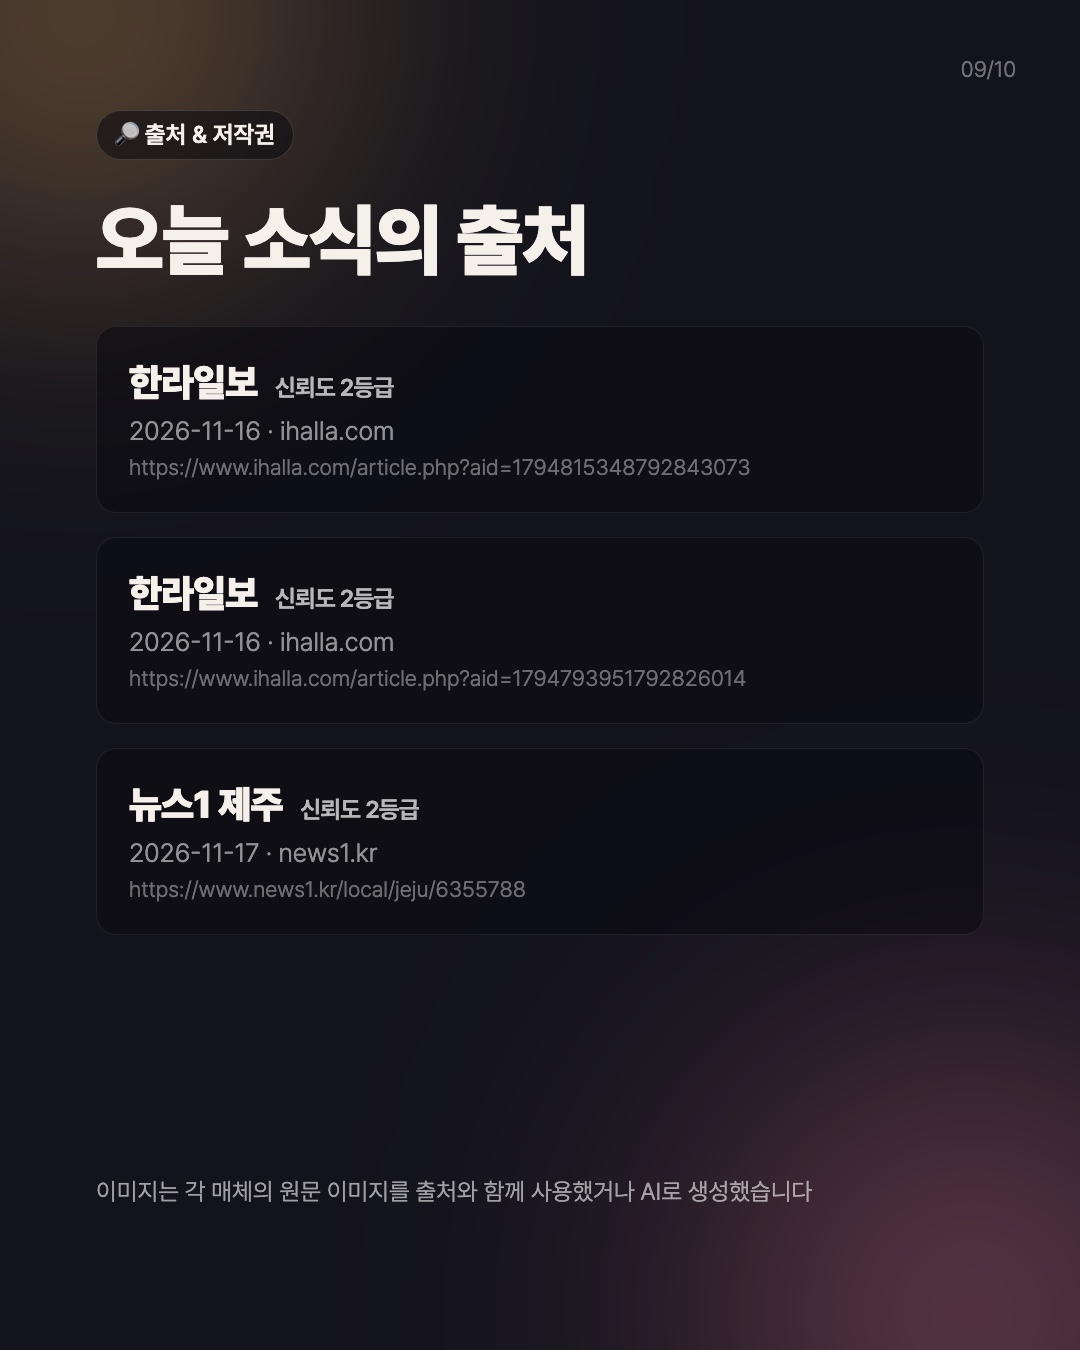 09/10
🔎 출처 & 저작권
오늘 소식의 출처
한라일보 신뢰도 2등급
2026-11-16 · ihalla.com
https://www.ihalla.com/article.php?aid=1794815348792843073
한라일보 신뢰도 2등급
2026-11-16 · ihalla.com
https://www.ihalla.com/article.php?aid=1794793951792826014
뉴스1 제주 신뢰도 2등급
2026-11-17 · news1.kr
https://www.news1.kr/local/jeju/6355788
이미지는 각 매체의 원문 이미지를 출처와 함께 사용했거나 AI로 생성했습니다